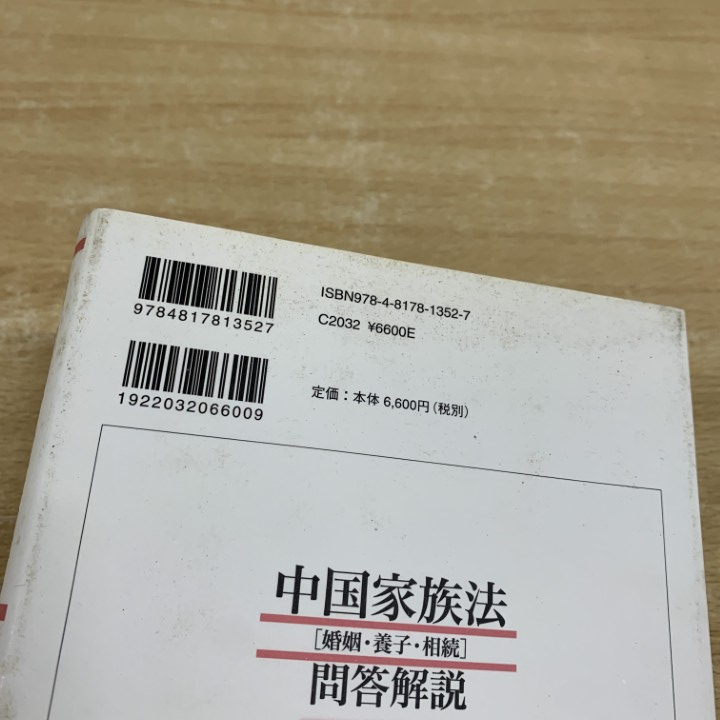 ISBN978-4-8178-1352-7
9784817813527
C2032 ¥6600E
1922032066009
定価：本体 6,600円（税別）
中国家族法
［婚姻・養子・相続］
問答解説